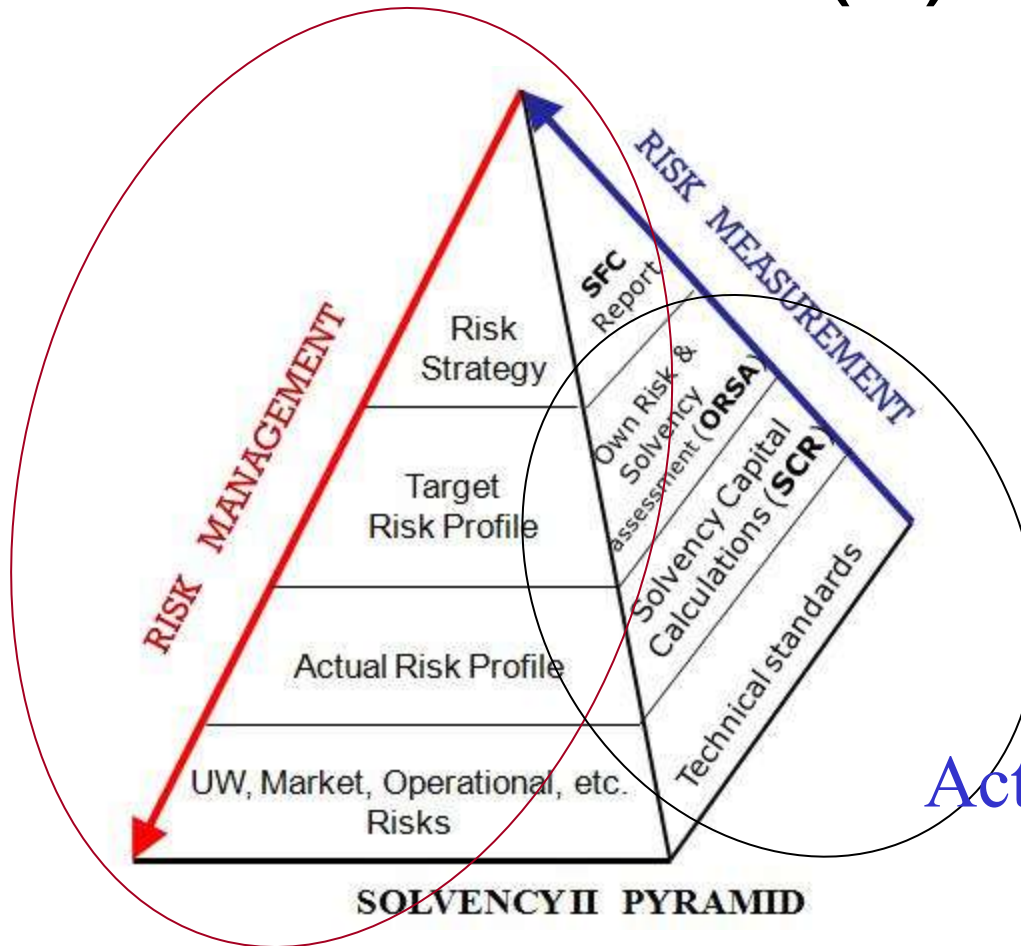 RISK MANAGEMENT
RISK MEASUREMENT
Risk
Strategy
Target
Risk Profile
Actual Risk Profile
UW, Market, Operational, etc.
Risks
SFC
Report
Own Risk &
Solvency
assessment (ORSA)
Solvency Capital
Calculations (SCR)
Technical standards
Act
SOLVENCY II PYRAMID